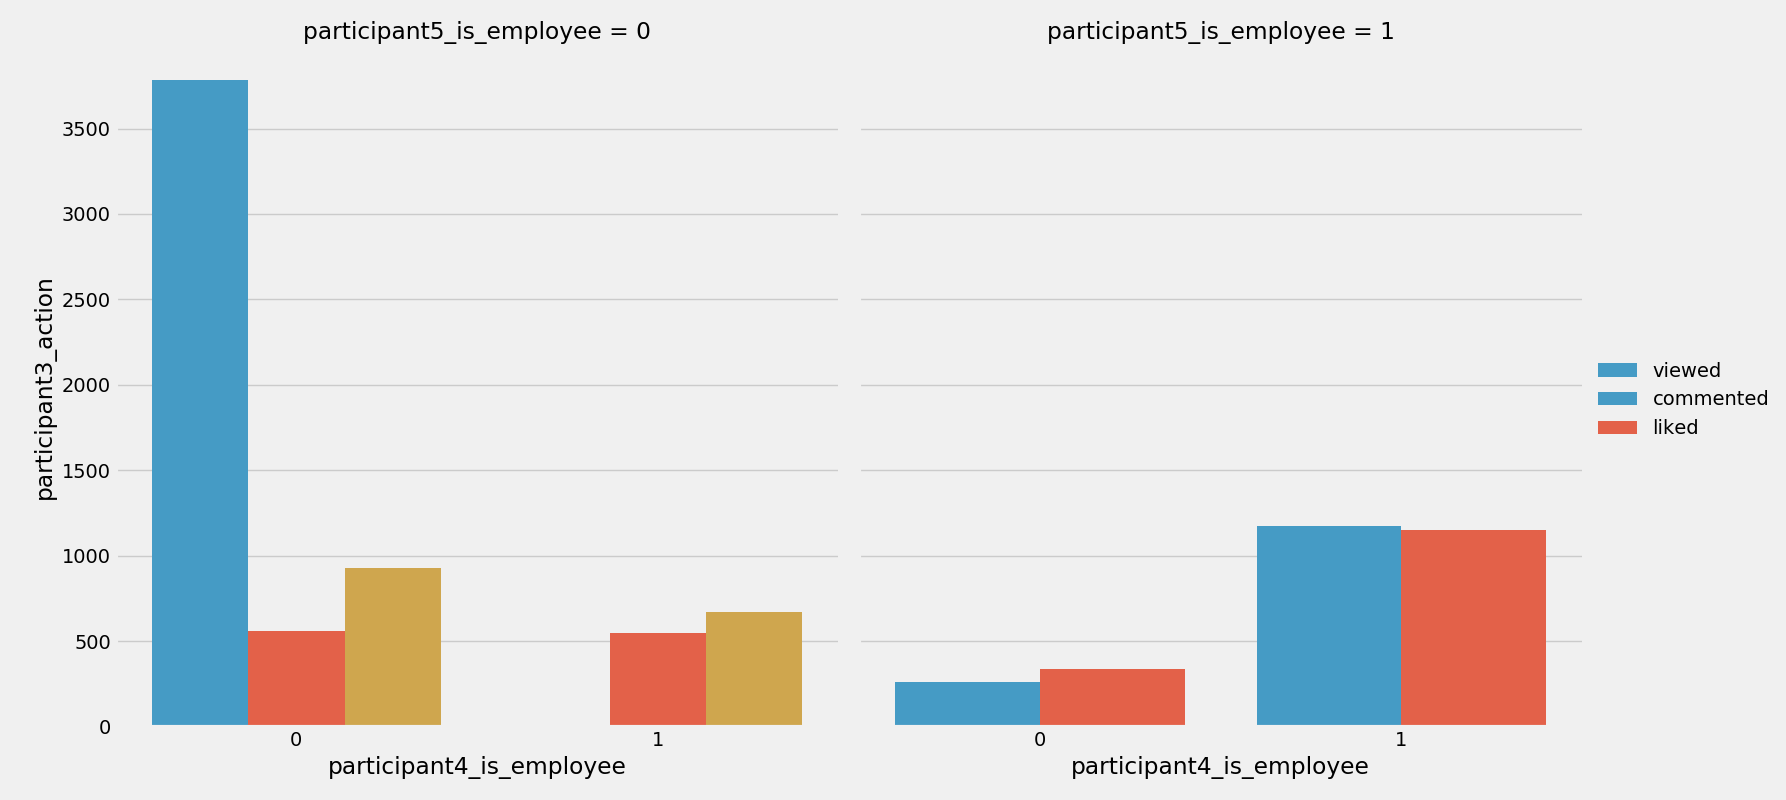 participant5_is_employee = 0
participant5_is_employee = 1
participant3_action
3500
3000
2500
2000
1500
1000
500
0
0
1
0
1
participant4_is_employee
participant4_is_employee
viewed
commented
liked